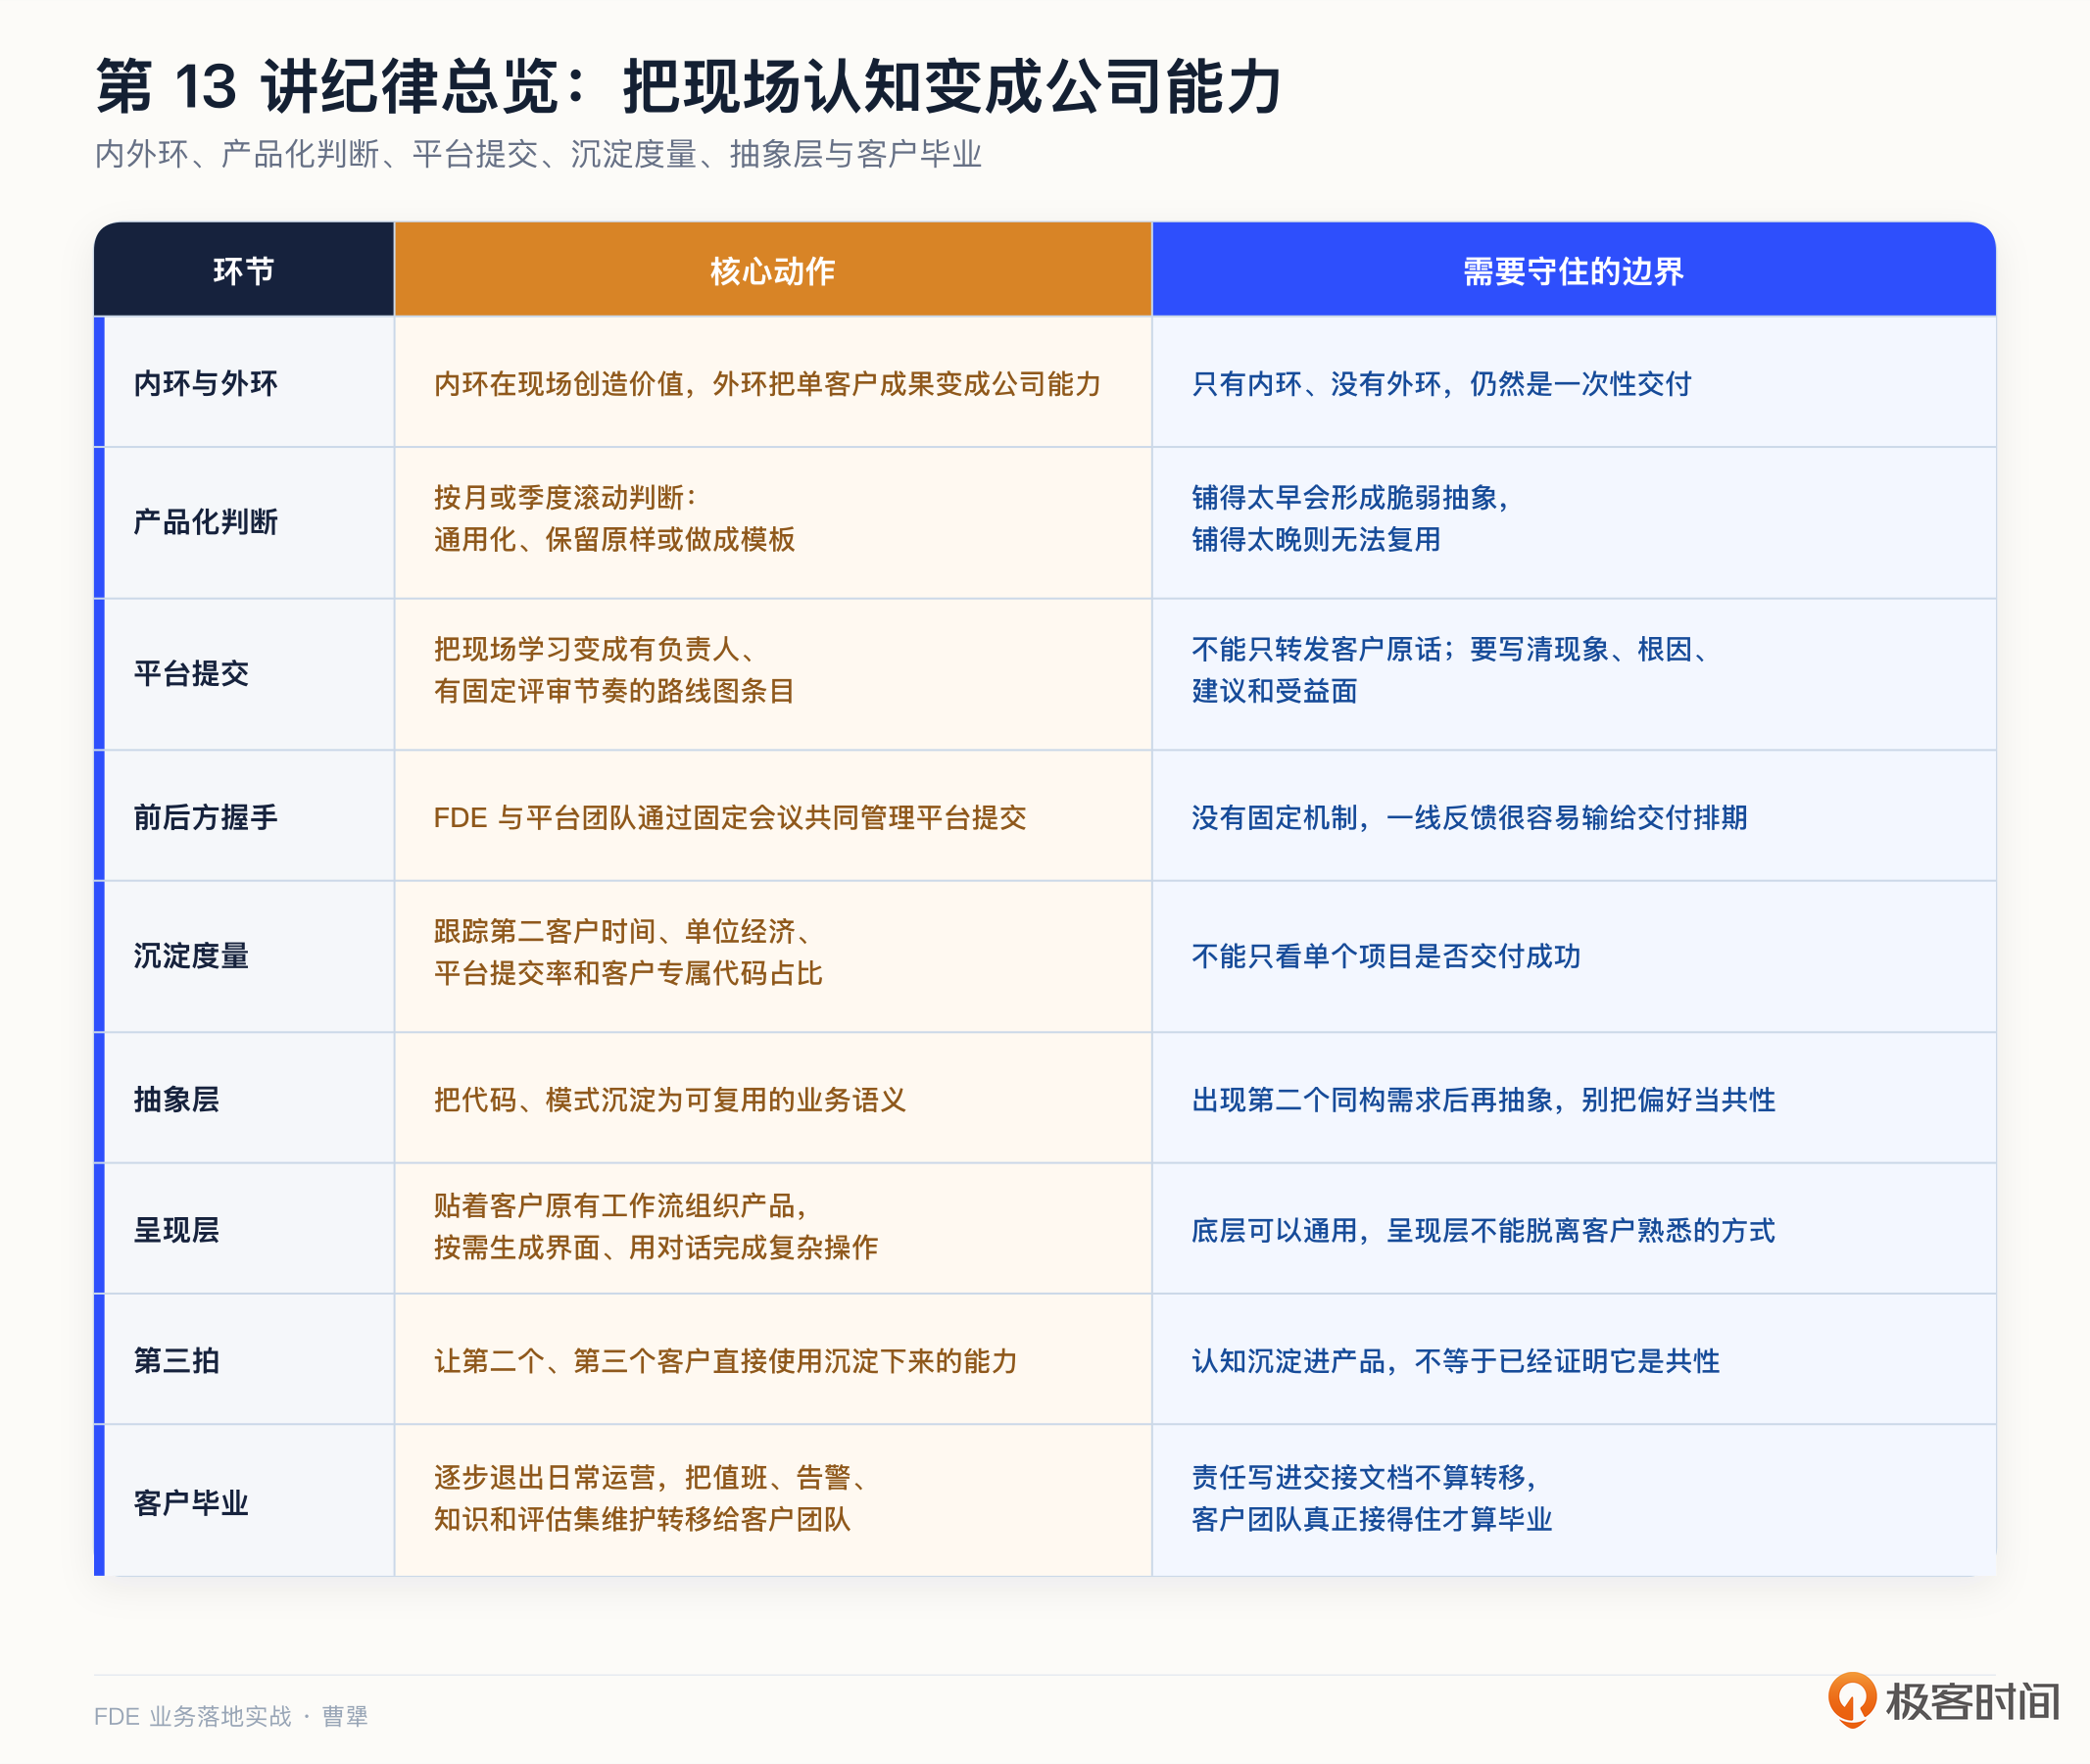 第 13 讲纪律总览：把现场认知变成公司能力
内外环、产品化判断、平台提交、沉淀度量、抽象层与客户毕业
环节
核心动作
需要守住的边界
内环与外环
内环在现场创造价值，外环把单客户成果变成公司能力
只有内环、没有外环，仍然是一次性交付
产品化判断
按月或季度滚动判断：
通用化、保留原样或做成模板
铺得太早会形成脆弱抽象，
铺得太晚则无法复用
平台提交
把现场学习变成有负责人、
有固定评审节奏的路线图条目
不能只转发客户原话；要写清现象、根因、
建议和受益面
前后方握手
FDE 与平台团队通过固定会议共同管理平台提交
没有固定机制，一线反馈很容易输给交付排期
沉淀度量
跟踪第二客户时间、单位经济、
平台提交率和客户专属代码占比
不能只看单个项目是否交付成功
抽象层
把代码、模式沉淀为可复用的业务语义
出现第二个同构需求后再抽象，别把偏好当共性
呈现层
贴着客户原有工作流组织产品，
按需生成界面、用对话完成复杂操作
底层可以通用，呈现层不能脱离客户熟悉的方式
第三拍
让第二个、第三个客户直接使用沉淀下来的能力
认知沉淀进产品，不等于已经证明它是共性
客户毕业
逐步退出日常运营，把值班、告警、
知识和评估集维护转移给客户团队
责任写进交接文档不算转移，
客户团队真正接得住才算毕业
FDE 业务落地实战 · 曹犟
极客时间